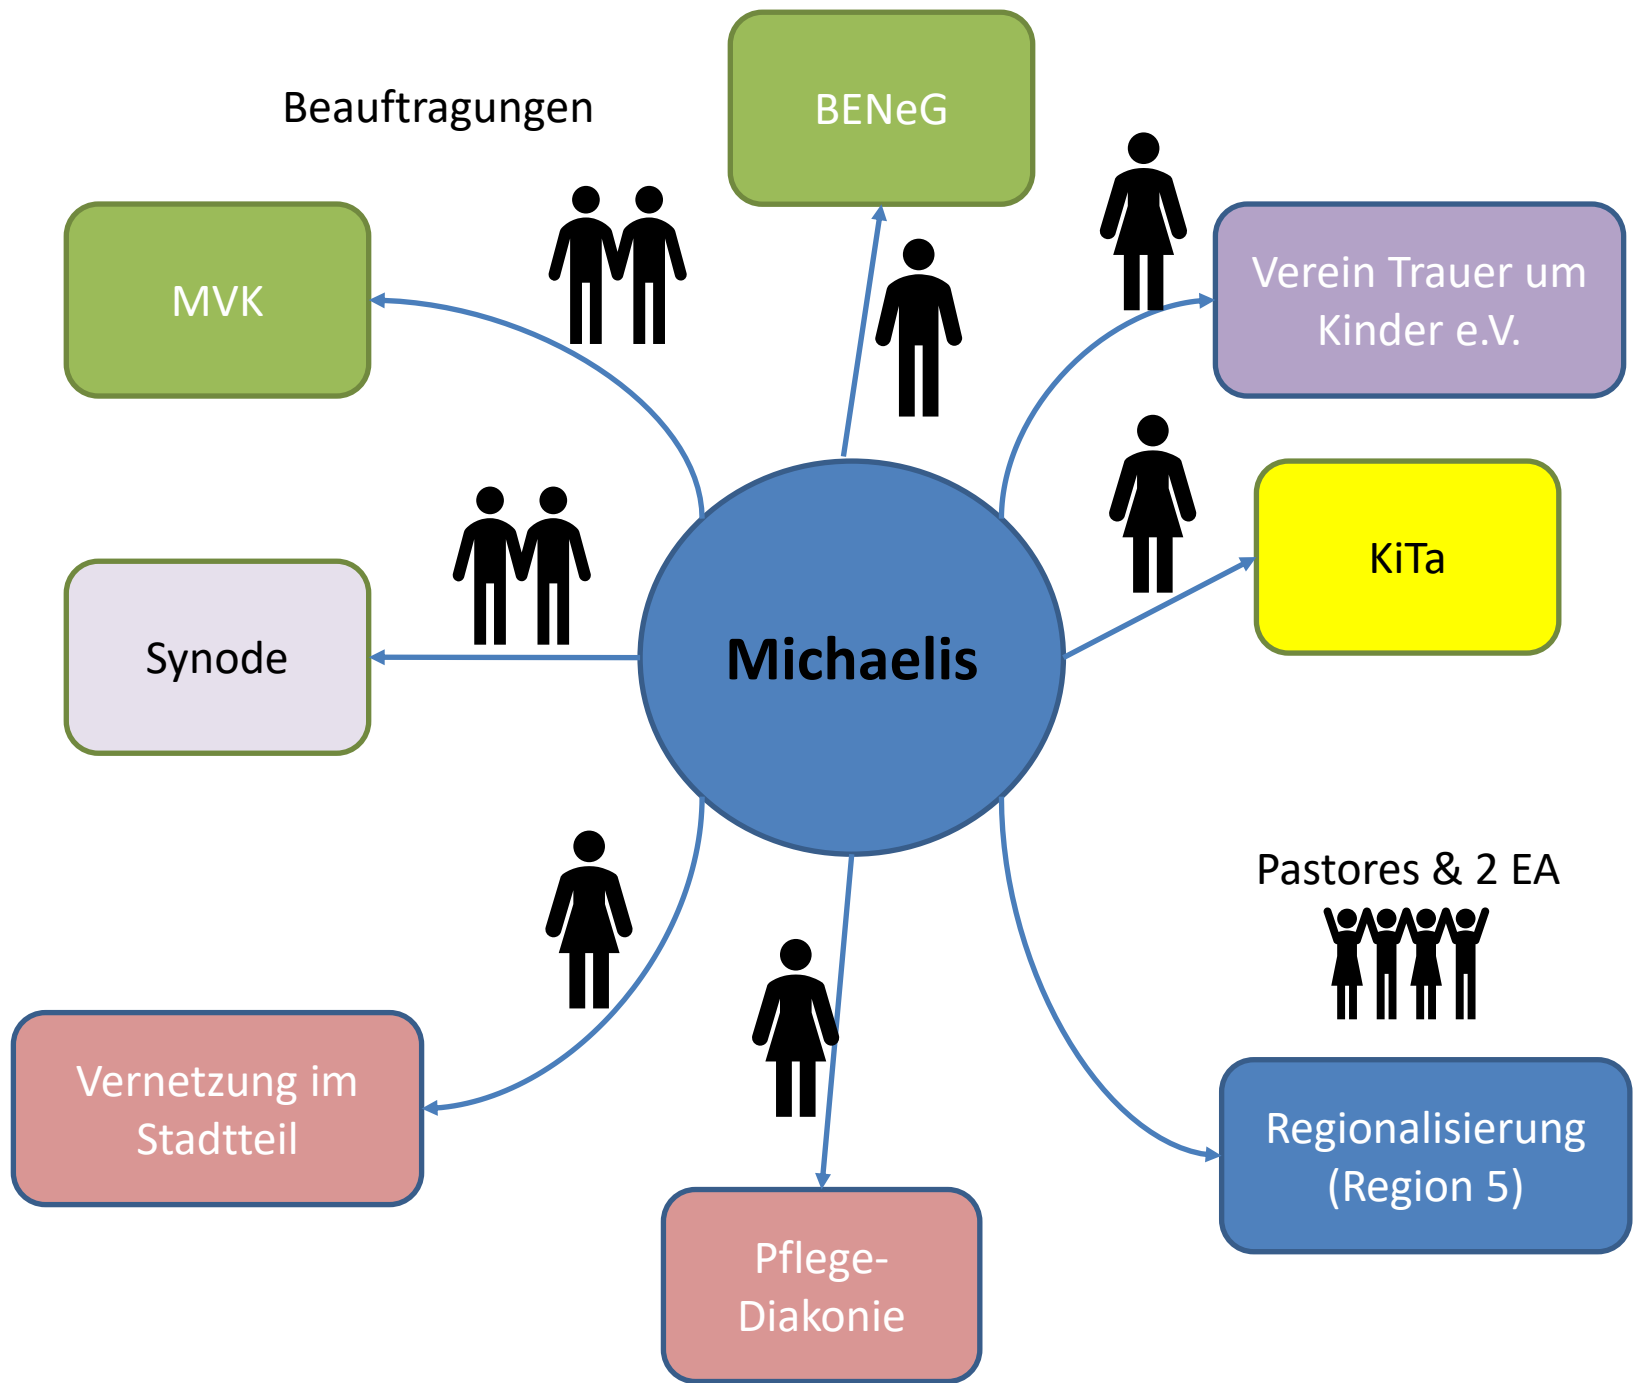 Beauftragungen
BENeG
MVK
Verein Trauer um
Kinder e.V.
KiTa
Synode
Michaelis
Pastores & 2 EA
Vernetzung im
Stadtteil
Regionalisierung
(Region 5)
Pflege-
Diakonie